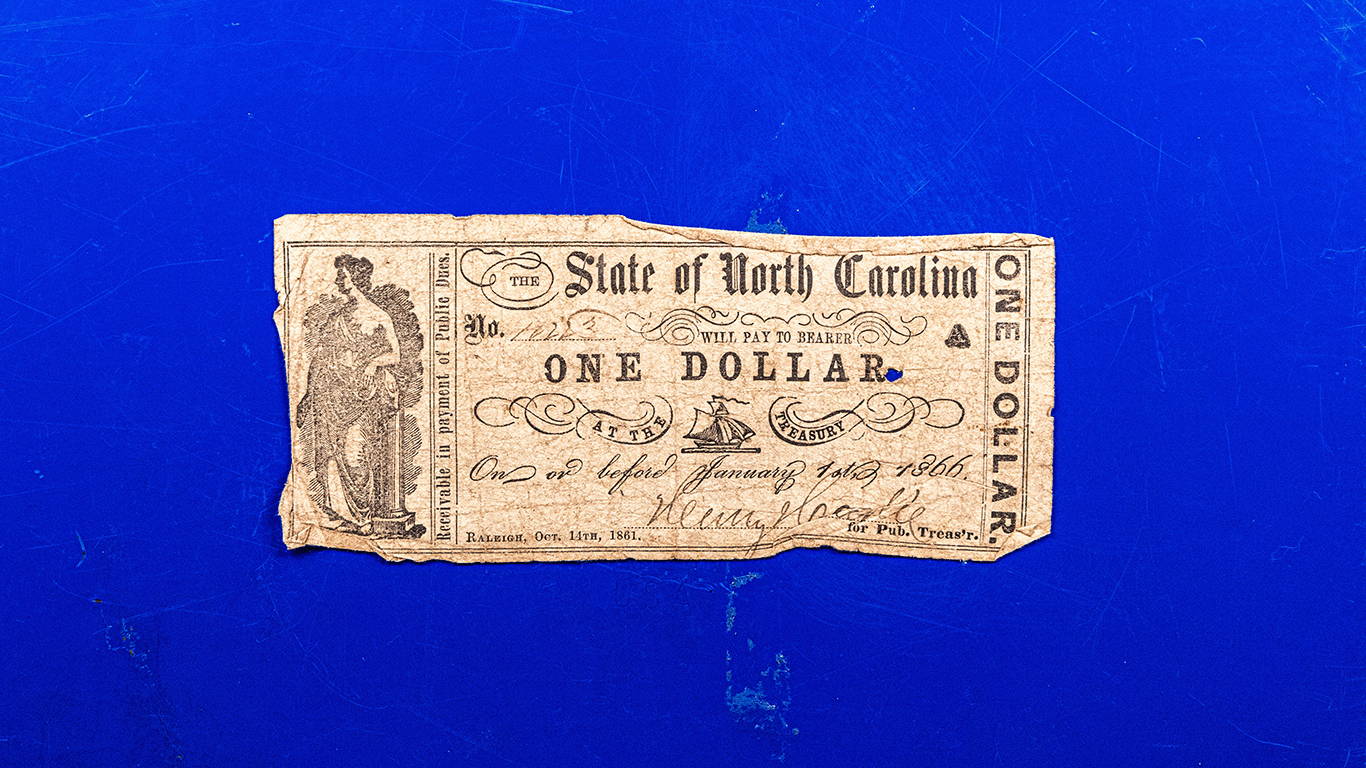 Receivable in payment of Public Dues.
THE State of North Carolina
No.
WILL PAY TO BEARER A
ONE DOLLAR.
AT THE TREASURY
On or before January 1st, 1866.
for Pub. Treas'r.
RALEIGH, OCT. 14TH, 1861.
ONE DOLLAR.